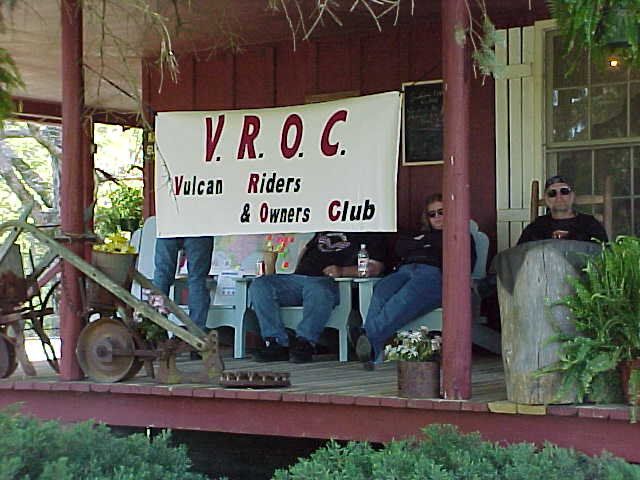 V. R. O. C.
Vulcan Riders
& Owners Club